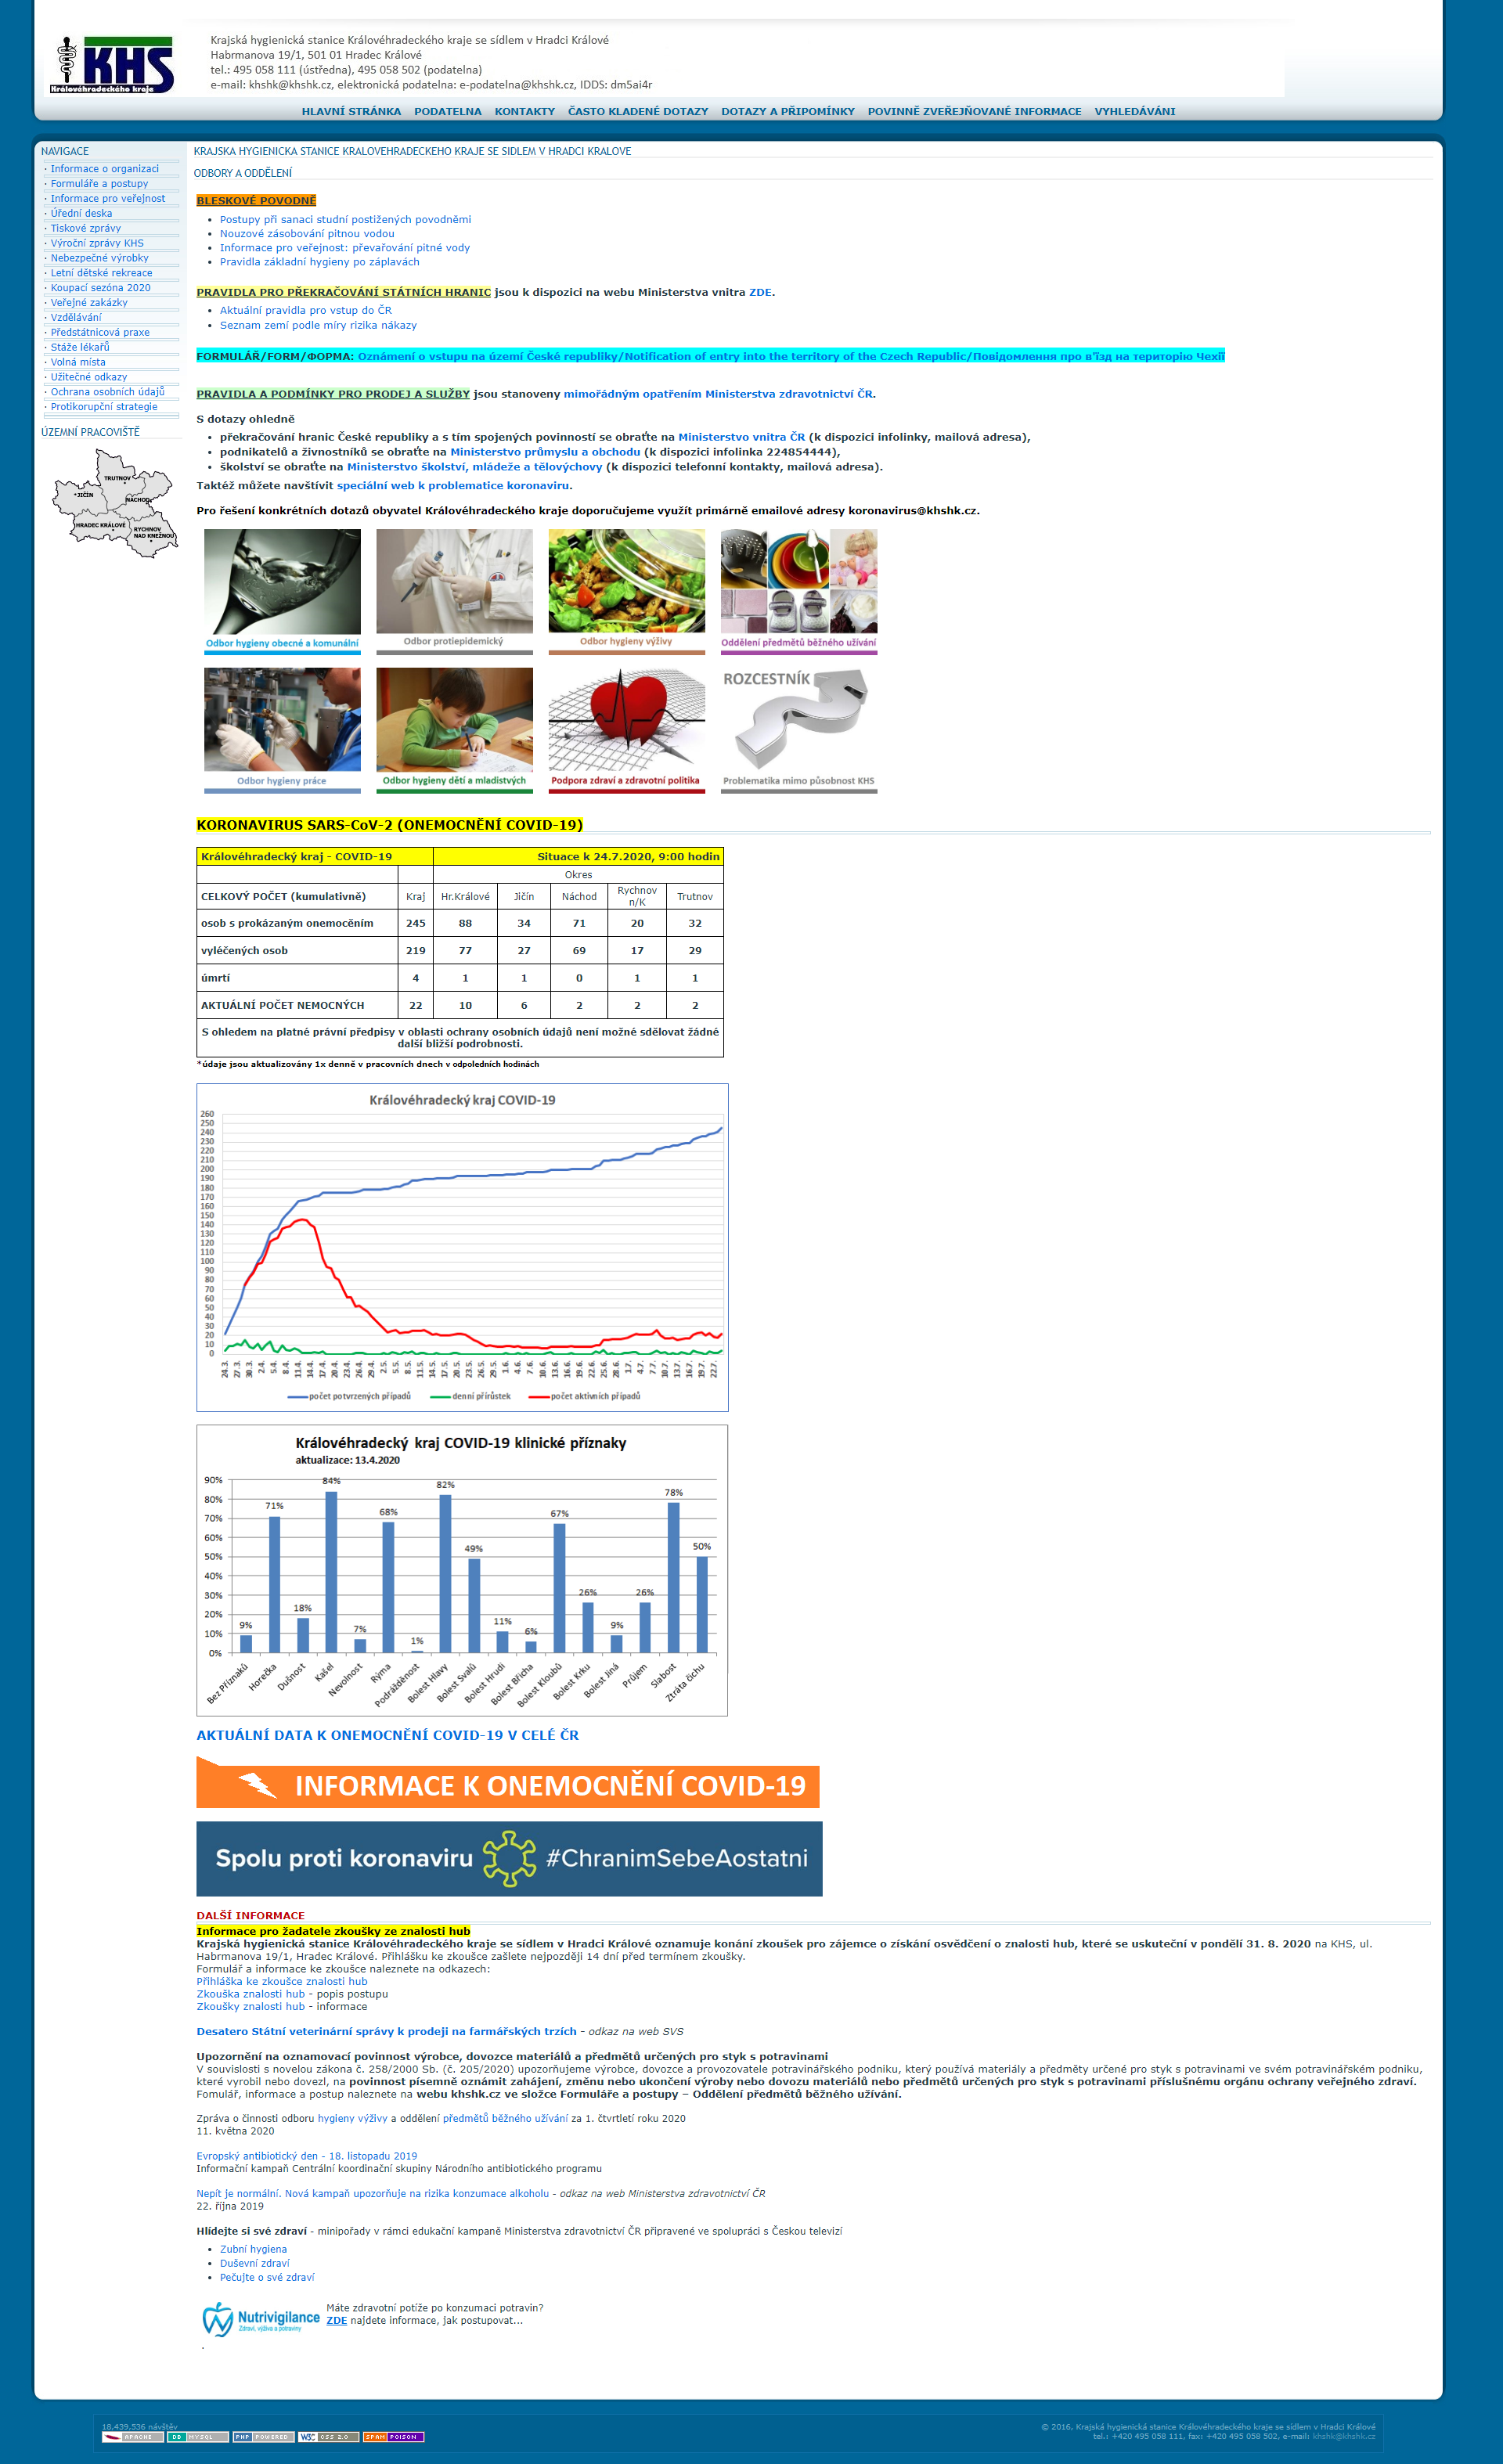 KHS
Královéhradeckého kraje
Krajská hygienická stanice Královéhradeckého kraje se sídlem v Hradci Králové
Habrmanova 19/1, 501 01 Hradec Králové
tel.: 495 058 111 (ústředna), 495 058 502 (podatelna)
e-mail: khshk@khshk.cz, elektronická podatelna: e-podatelna@khshk.cz, IDDS: dm5ai4r
HLAVNÍ STRÁNKA PODATELNA KONTAKTY ČASTO KLADENÉ DOTAZY DOTAZY A PŘIPOMÍNKY POVINNĚ ZVEŘEJŇOVANÉ INFORMACE VYHLEDÁVÁNI
NAVIGACE
· Informace o organizaci
· Formuláře a postupy
· Informace pro veřejnost
· Úřední deska
· Tiskové zprávy
· Výroční zprávy KHS
· Nebezpečné výrobky
· Letní dětské rekreace
· Koupací sezóna 2020
· Veřejné zakázky
· Vzdělávání
· Předstátnicová praxe
· Stáže lékařů
· Volná místa
· Užitečné odkazy
· Ochrana osobních údajů
· Protikorupční strategie
ÚZEMNÍ PRACOVIŠTĚ
TRUTNOV
JIČÍN
NÁCHOD
HRADEC KRÁLOVÉ
RYCHNOV
NAD KNĚŽNOU
KRAJSKA HYGIENICKA STANICE KRALOVEHRADECKEHO KRAJE SE SIDLEM V HRADCI KRALOVE
ODBORY A ODDĚLENÍ
BLESKOVÉ POVODNĚ
• Postupy při sanaci studní postižených povodněmi
• Nouzové zásobování pitnou vodou
• Informace pro veřejnost: převařování pitné vody
• Pravidla základní hygieny po záplavách
PRAVIDLA PRO PŘEKRAČOVÁNÍ STÁTNÍCH HRANIC jsou k dispozici na webu Ministerstva vnitra ZDE.
• Aktuální pravidla pro vstup do ČR
• Seznam zemí podle míry rizika nákazy
FORMULÁŘ/FORM/ФОРМА: Oznámení o vstupu na území České republiky/Notification of entry into the territory of the Czech Republic/Повідомлення про в'їзд на територію Чехії
PRAVIDLA A PODMÍNKY PRO PRODEJ A SLUŽBY jsou stanoveny mimořádným opatřením Ministerstva zdravotnictví ČR.
S dotazy ohledně
• překračování hranic České republiky a s tím spojených povinností se obraťte na Ministerstvo vnitra ČR (k dispozici infolinky, mailová adresa),
• podnikatelů a živnostníků se obraťte na Ministerstvo průmyslu a obchodu (k dispozici infolinka 224854444),
• školství se obraťte na Ministerstvo školství, mládeže a tělovýchovy (k dispozici telefonní kontakty, mailová adresa).
Taktéž můžete navštívit speciální web k problematice koronaviru.
Pro řešení konkrétních dotazů obyvatel Královéhradeckého kraje doporučujeme využít primárně emailové adresy koronavirus@khshk.cz.
Odbor hygieny obecné a komunální
Odbor protiepidemický
Odbor hygieny výživy
Oddělení předmětů běžného užívání
ROZCESTNÍK
Odbor hygieny práce
Odbor hygieny dětí a mladistvých
Podpora zdraví a zdravotní politika
Problematika mimo působnost KHS
KORONAVIRUS SARS-CoV-2 (ONEMOCNĚNÍ COVID-19)
Královéhradecký kraj - COVID-19 Situace k 24.7.2020, 9:00 hodin
Okres
CELKOVÝ POČET (kumulativně) Kraj Hr.Králové Jičín Náchod Rychnov n/K Trutnov
osob s prokázaným onemocěním 245 88 34 71 20 32
vyléčených osob 219 77 27 69 17 29
úmrtí 4 1 1 0 1 1
AKTUÁLNÍ POČET NEMOCNÝCH 22 10 6 2 2 2
S ohledem na platné právní předpisy v oblasti ochrany osobních údajů není možné sdělovat žádné
další bližší podrobnosti.
*údaje jsou aktualizovány 1x denně v pracovních dnech v odpoledních hodinách
Královéhradecký kraj COVID-19
260
250
240
230
220
210
200
190
180
170
160
150
140
130
120
110
100
90
80
70
60
50
40
30
20
10
0
24.3. 27.3. 30.3. 2.4. 5.4. 8.4. 11.4. 14.4. 17.4. 20.4. 23.4. 26.4. 29.4. 2.5. 5.5. 8.5. 11.5. 14.5. 17.5. 20.5. 23.5. 26.5. 29.5. 1.6. 4.6. 7.6. 10.6. 13.6. 16.6. 19.6. 22.6. 25.6. 28.6. 1.7. 4.7. 7.7. 10.7. 13.7. 16.7. 19.7. 22.7.
počet potvrzených případů denní přírůstek počet aktivních případů
Královéhradecký kraj COVID-19 klinické příznaky
aktualizace: 13.4.2020
90%
80%
70%
60%
50%
40%
30%
20%
10%
0%
9% 71% 18% 84% 7% 68% 1% 82% 49% 11% 6% 67% 26% 9% 26% 78% 50%
Bez Příznaků Horečka Dušnost Kašel Nevolnost Rýma Podrážděnost Bolest Hlavy Bolest Svalů Bolest Hrudi Bolest Břicha Bolest Kloubů Bolest Krku Bolest Jiná Průjem Slabost Ztráta čichu
AKTUÁLNÍ DATA K ONEMOCNĚNÍ COVID-19 V CELÉ ČR
INFORMACE K ONEMOCNĚNÍ COVID-19
Spolu proti koronaviru #ChranimSebeAostatni
DALŠÍ INFORMACE
Informace pro žadatele zkoušky ze znalosti hub
Krajská hygienická stanice Královéhradeckého kraje se sídlem v Hradci Králové oznamuje konání zkoušek pro zájemce o získání osvědčení o znalosti hub, které se uskuteční v pondělí 31. 8. 2020 na KHS, ul.
Habrmanova 19/1, Hradec Králové. Přihlášku ke zkoušce zašlete nejpozději 14 dní před termínem zkoušky.
Formulář a informace ke zkoušce naleznete na odkazech:
Přihláška ke zkoušce znalosti hub
Zkouška znalosti hub - popis postupu
Zkoušky znalosti hub - informace
Desatero Státní veterinární správy k prodeji na farmářských trzích - odkaz na web SVS
Upozornění na oznamovací povinnost výrobce, dovozce materiálů a předmětů určených pro styk s potravinami
V souvislosti s novelou zákona č. 258/2000 Sb. (č. 205/2020) upozorňujeme výrobce, dovozce a provozovatele potravinářského podniku, který používá materiály a předměty určené pro styk s potravinami ve svém potravinářském podniku,
které vyrobil nebo dovezl, na povinnost písemně oznámit zahájení, změnu nebo ukončení výroby nebo dovozu materiálů nebo předmětů určených pro styk s potravinami příslušnému orgánu ochrany veřejného zdraví.
Fomulář, informace a postup naleznete na webu khshk.cz ve složce Formuláře a postupy – Oddělení předmětů běžného užívání.
Zpráva o činnosti odboru hygieny výživy a oddělení předmětů běžného užívání za 1. čtvrtletí roku 2020
11. května 2020
Evropský antibiotický den - 18. listopadu 2019
Informační kampaň Centrální koordinační skupiny Národního antibiotického programu
Nepít je normální. Nová kampaň upozorňuje na rizika konzumace alkoholu - odkaz na web Ministerstva zdravotnictví ČR
22. října 2019
Hlídejte si své zdraví - minipořady v rámci edukační kampaně Ministerstva zdravotnictví ČR připravené ve spolupráci s Českou televizí
• Zubní hygiena
• Duševní zdraví
• Pečujte o své zdraví
Nutrivigilance
Zdraví, výživa a potraviny
Máte zdravotní potíže po konzumaci potravin?
ZDE najdete informace, jak postupovat...
.
18.439.536 návštěv
APACHE DB MYSQL PHP POWERED W3C CSS 2.0 SPAM POISON
© 2016, Krajská hygienická stanice Královéhradeckého kraje se sídlem v Hradci Králové
tel.: +420 495 058 111, fax: +420 495 058 502, e-mail: khshk@khshk.cz